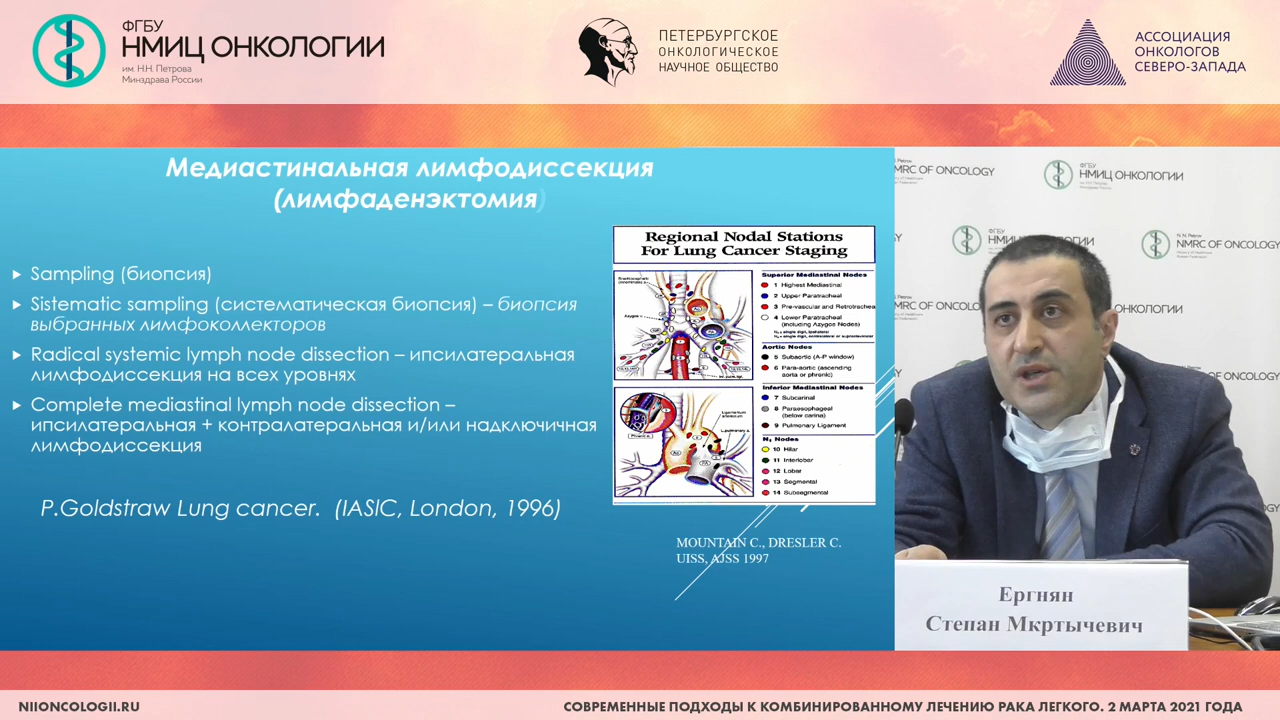 ФГБУ
НМИЦ ОНКОЛОГИИ
им. Н.Н. Петрова
Минздрава России
ПЕТЕРБУРГСКОЕ
ОНКОЛОГИЧЕСКОЕ
НАУЧНОЕ ОБЩЕСТВО
АССОЦИАЦИЯ
ОНКОЛОГОВ
СЕВЕРО-ЗАПАДА
Медиастинальная лимфодиссекция
(лимфаденэктомия)
Sampling (биопсия)
Sistematic sampling (систематическая биопсия) – биопсия
выбранных лимфоколлекторов
Radical systemic lymph node dissection – ипсилатеральная
лимфодиссекция на всех уровнях
Complete mediastinal lymph node dissection –
ипсилатеральная + контралатеральная и/или надключичная
лимфодиссекция
P.Goldstraw Lung cancer. (IASlC, London, 1996)
Regional Nodal Stations
For Lung Cancer Staging
Superior Mediastinal Nodes
1 Highest Mediastinal
2 Upper Paratracheal
3 Pre-vascular and Retrotrachea
4 Lower Paratracheal
(including Azygos Nodes)
Aortic Nodes
5 Subaortic (A-P window)
6 Para-aortic (ascending
aorta or phrenic)
Inferior Mediastinal Nodes
7 Subcarinal
8 Paraesophageal
(below carina)
9 Pulmonary Ligament
N₁ Nodes
10 Hilar
11 Interlobar
12 Lobar
13 Segmental
14 Subsegmental
MOUNTAIN C., DRESLER C.
UISS, AJSS 1997
MRC OF ONCOLOGY
ФГБУ
НМИЦ ОНКОЛОГИИ
ФГБУ
N.N. Petrov
NMRC OF ONCOLOGY
Ергнян
Степан Мкртычевич
NIIONCOLOGII.RU
СОВРЕМЕННЫЕ ПОДХОДЫ К КОМБИНИРОВАННОМУ ЛЕЧЕНИЮ РАКА ЛЕГКОГО. 2 МАРТА 2021 ГОДА